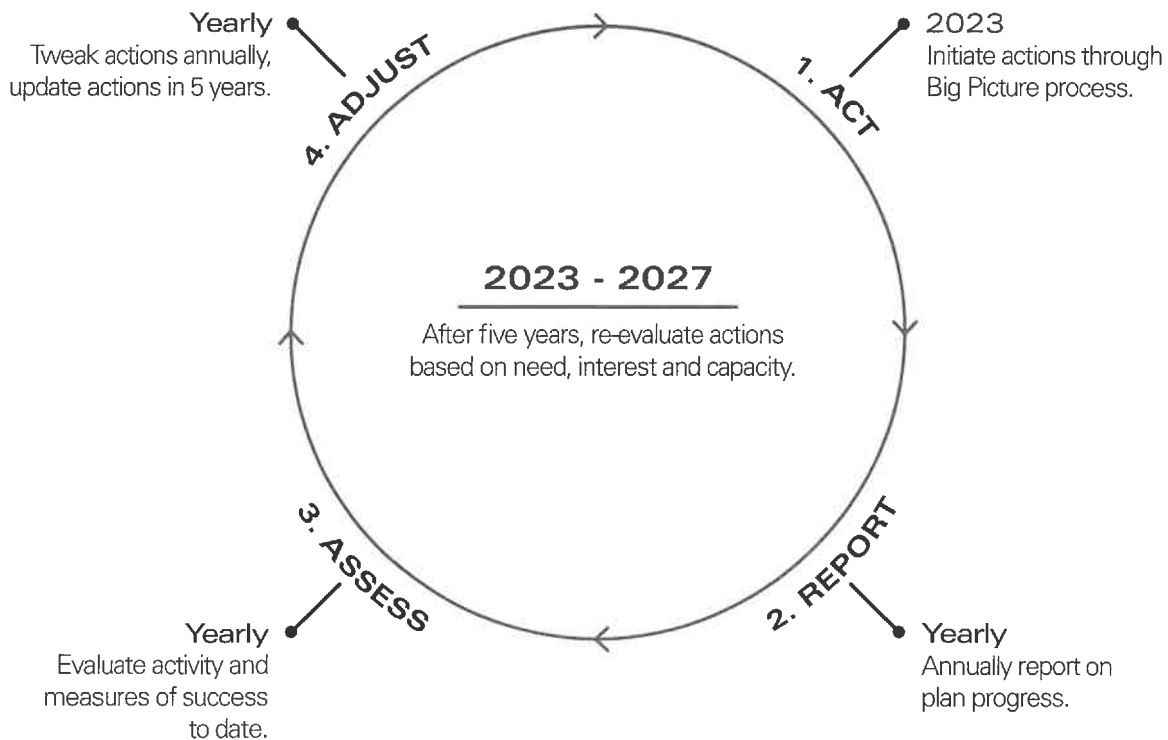 Yearly
Tweak actions annually,
update actions in 5 years.
4. ADJUST
2023
Initiate actions through
Big Picture process.
1. ACT
2023 - 2027
After five years, re-evaluate actions
based on need, interest and capacity.
3. ASSESS
Yearly
Evaluate activity and
measures of success
to date.
2. REPORT
Yearly
Annually report on
plan progress.